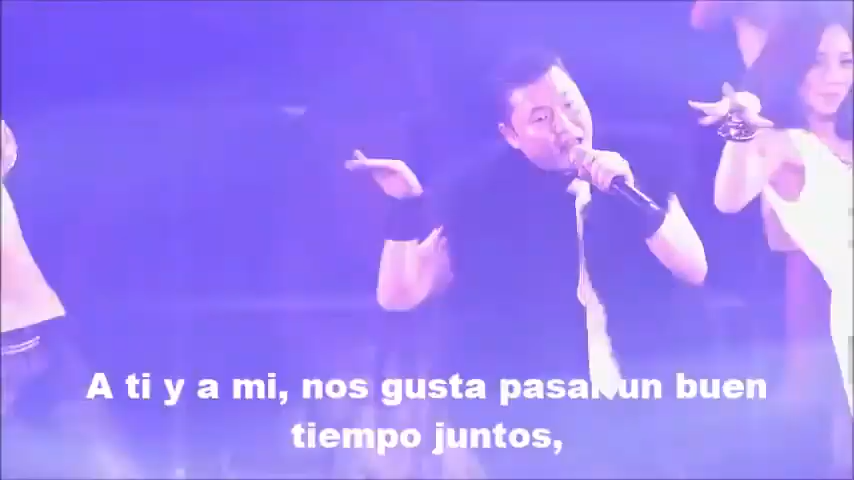 A ti y a mi, nos gusta pasar un buen
tiempo juntos,